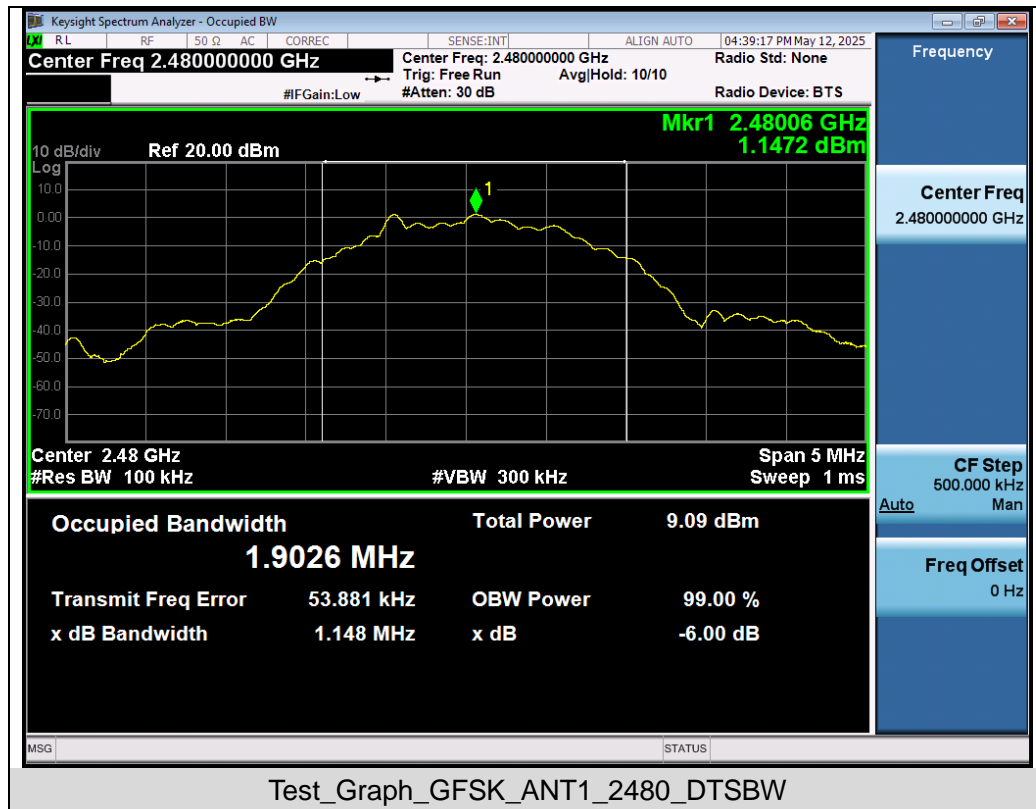 Keysight Spectrum Analyzer - Occupied BW
LXI RL RF 50 Ω AC CORREC SENSE:INT ALIGN AUTO 04:39:17 PM May 12, 2025
Center Freq 2.480000000 GHz
Center Freq: 2.480000000 GHz Radio Std: None
Trig: Free Run Avg|Hold: 10/10
#IFGain:Low #Atten: 30 dB Radio Device: BTS
Frequency
Mkr1 2.48006 GHz
1.1472 dBm
10 dB/div Ref 20.00 dBm
Log
10.0
0.00
-10.0
-20.0
-30.0
-40.0
-50.0
-60.0
-70.0
1
Center 2.48 GHz Span 5 MHz
#Res BW 100 kHz #VBW 300 kHz Sweep 1 ms
Center Freq
2.480000000 GHz
CF Step
500.000 kHz
Auto Man
Freq Offset
0 Hz
Occupied Bandwidth Total Power 9.09 dBm
1.9026 MHz
Transmit Freq Error 53.881 kHz OBW Power 99.00 %
x dB Bandwidth 1.148 MHz x dB -6.00 dB
MSG STATUS
Test_Graph_GFSK_ANT1_2480_DTSBW